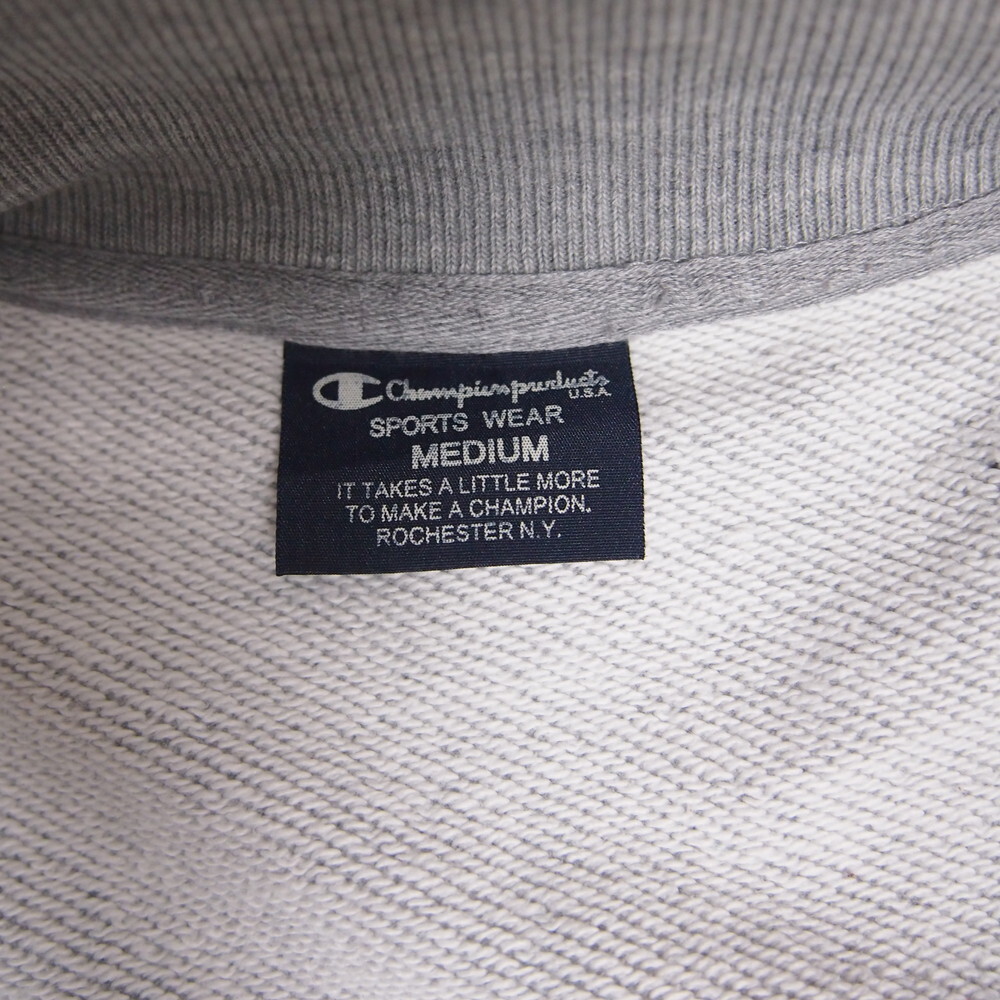 Champion products
U.S.A.
SPORTS WEAR
MEDIUM
IT TAKES A LITTLE MORE
TO MAKE A CHAMPION.
ROCHESTER N.Y.